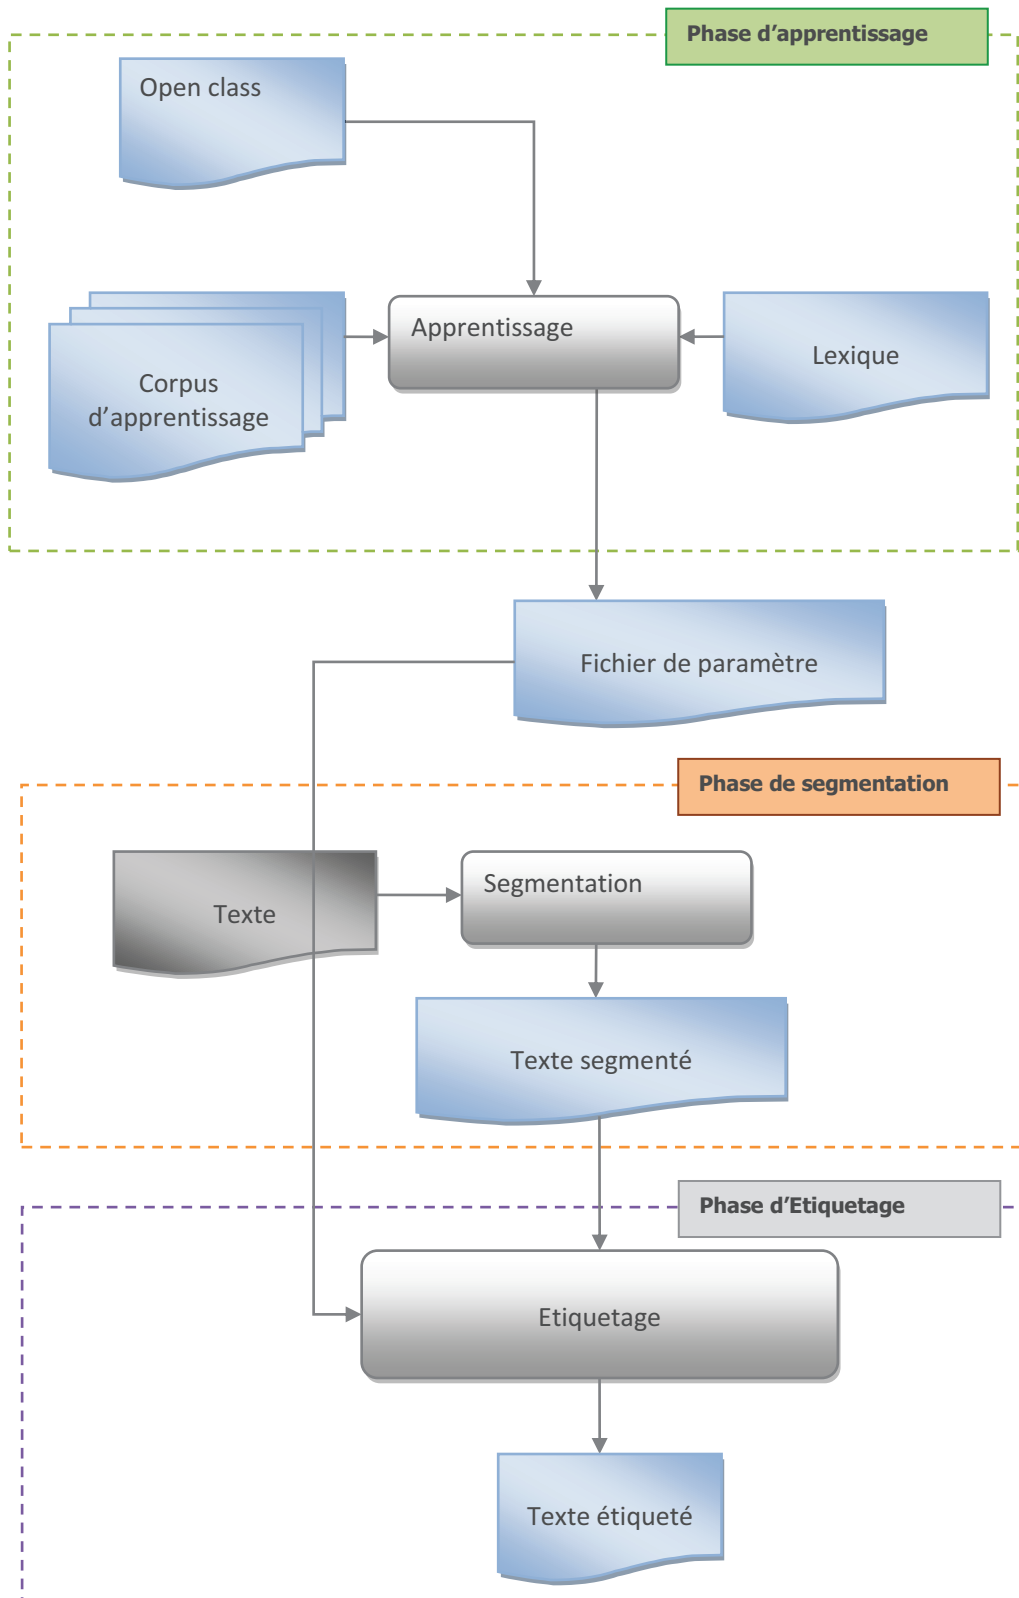 Phase d’apprentissage
Open class
Apprentissage
Lexique
Corpus
d’apprentissage
Fichier de paramètre
Phase de segmentation
Texte
Segmentation
Texte segmenté
Phase d’Etiquetage
Etiquetage
Texte étiqueté